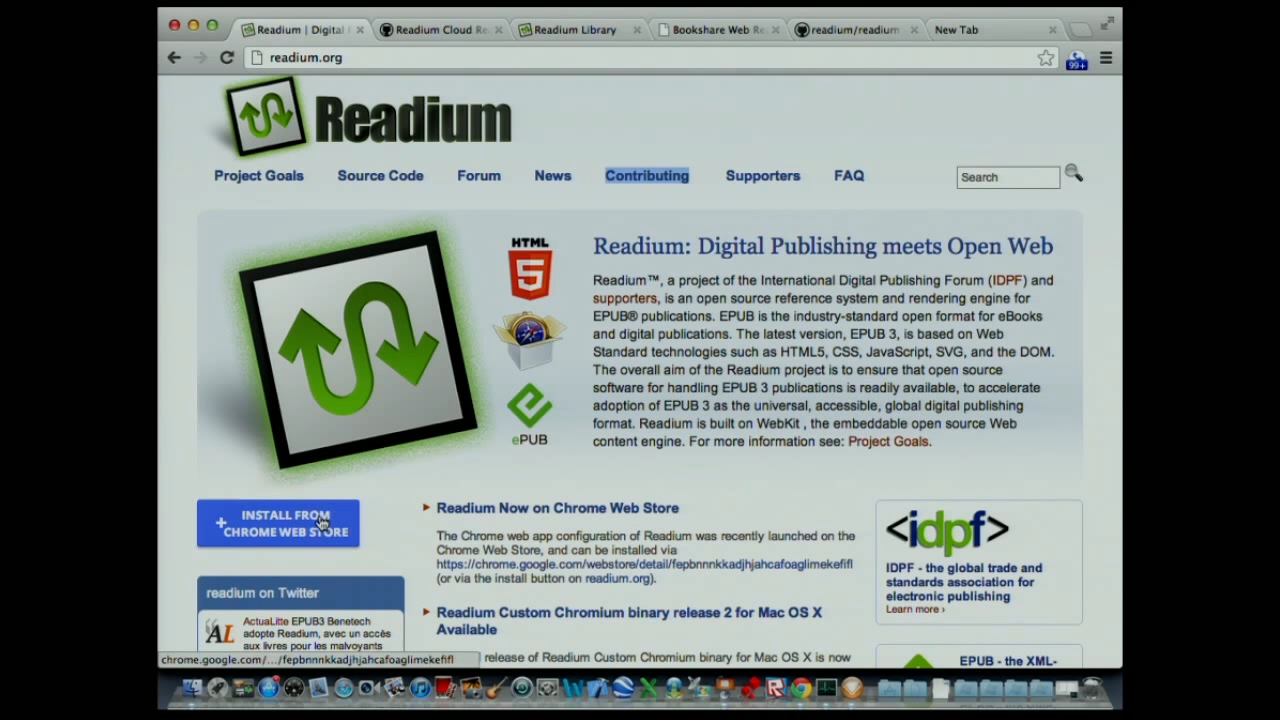 Readium | Digital
Readium Cloud Re
Readium Library
Bookshare Web Re
readium/readium
New Tab
readium.org
99+
Readium
Project Goals
Source Code
Forum
News
Contributing
Supporters
FAQ
Search
HTML
5
ePUB
Readium: Digital Publishing meets Open Web
Readium™, a project of the International Digital Publishing Forum (IDPF) and
supporters, is an open source reference system and rendering engine for
EPUB® publications. EPUB is the industry-standard open format for eBooks
and digital publications. The latest version, EPUB 3, is based on Web
Standard technologies such as HTML5, CSS, JavaScript, SVG, and the DOM.
The overall aim of the Readium project is to ensure that open source
software for handling EPUB 3 publications is readily available, to accelerate
adoption of EPUB 3 as the universal, accessible, global digital publishing
format. Readium is built on WebKit , the embeddable open source Web
content engine. For more information see: Project Goals.
+ INSTALL FROM
CHROME WEB STORE
readium on Twitter
AL
ActuaLitte EPUB3 Benetech
adopte Readium, avec un accès
aux livres pour les malvoyants
chrome.google.com/.../fepbnnnkkadjhjahcafoaglimekefifl
Readium Now on Chrome Web Store
The Chrome web app configuration of Readium was recently launched on the
Chrome Web Store, and can be installed via
https://chrome.google.com/webstore/detail/fepbnnnkkadjhjahcafoaglimekefifl
(or via the install button on readium.org).
Readium Custom Chromium binary release 2 for Mac OS X
Available
release of Readium Custom Chromium binary for Mac OS X is now
<idpf>
IDPF - the global trade and
standards association for
electronic publishing
Learn more ›
EPUB - the XML-